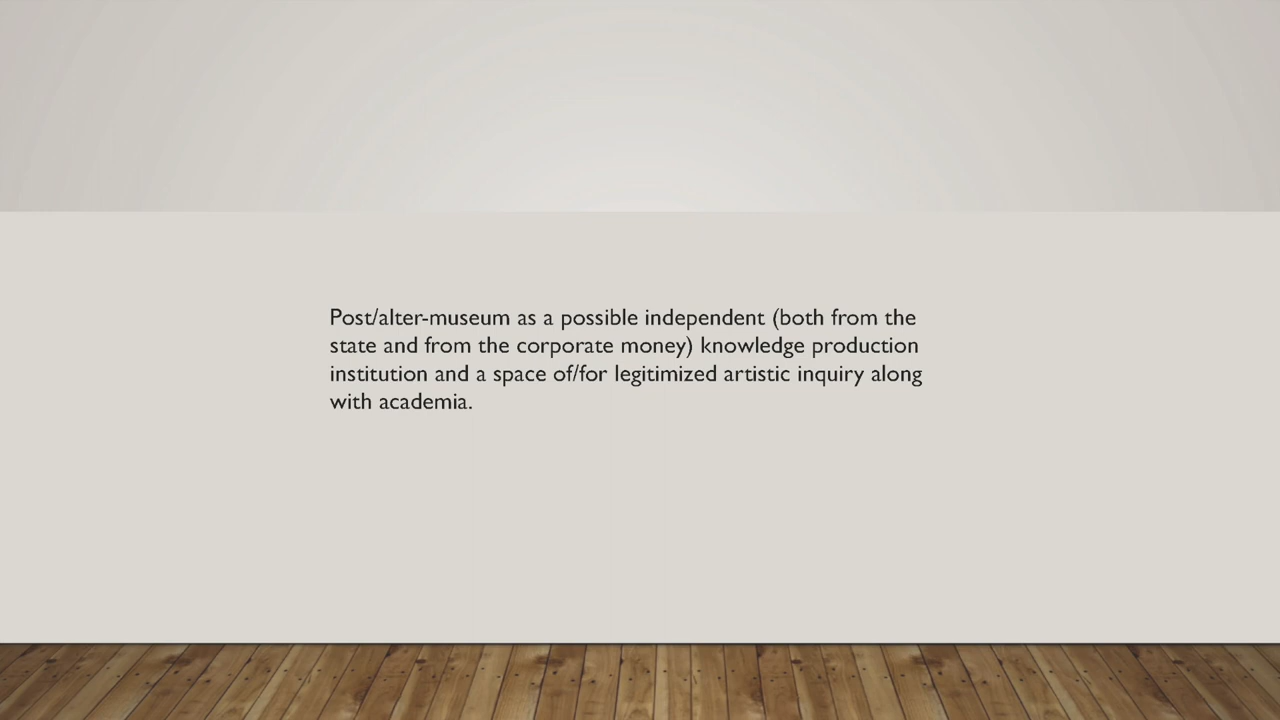 Post/alter-museum as a possible independent (both from the
state and from the corporate money) knowledge production
institution and a space of/for legitimized artistic inquiry along
with academia.